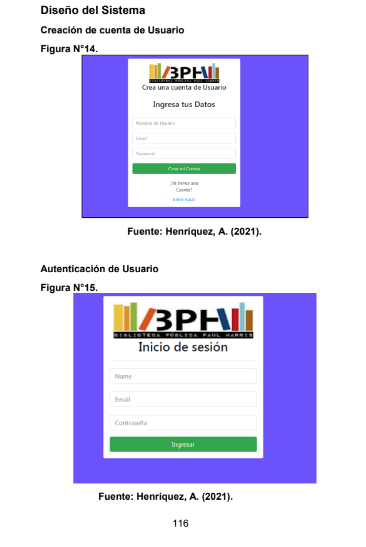 Diseño del Sistema
Creación de cuenta de Usuario
Figura N°14.
BPH
BIBLIOTECA PÚBLICA PAUL HARRIS
Crea una cuenta de Usuario
Ingresa tus Datos
Nombre de Usuario
Email
Password
Crear mi Cuenta
¿Ya tienes una
Cuenta?
Entra Aquí
Fuente: Henriquez, A. (2021).
Autenticación de Usuario
Figura N°15.
BPH
BIBLIOTECA PÚBLICA PAUL HARRIS
Inicio de sesión
Name
Email
Contraseña
Ingresar
Fuente: Henriquez, A. (2021).
116